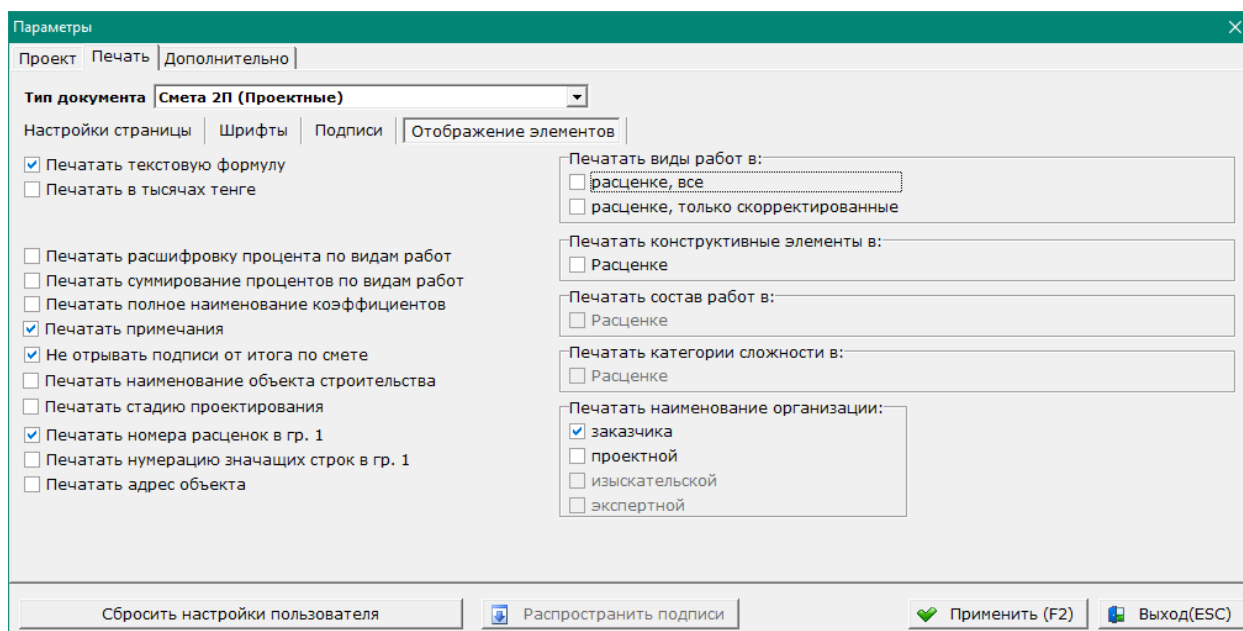 Параметры
Проект Печать Дополнительно
Тип документа Смета 2П (Проектные)
Настройки страницы Шрифты Подписи Отображение элементов
Печатать текстовую формулу
Печатать в тысячах тенге
Печатать расшифровку процента по видам работ
Печатать суммирование процентов по видам работ
Печатать полное наименование коэффициентов
Печатать примечания
Не отрывать подписи от итога по смете
Печатать наименование объекта строительства
Печатать стадию проектирования
Печатать номера расценок в гр. 1
Печатать нумерацию значащих строк в гр. 1
Печатать адрес объекта
Печатать виды работ в:
расценке, все
расценке, только скорректированные
Печатать конструктивные элементы в:
Расценке
Печатать состав работ в:
Расценке
Печатать категории сложности в:
Расценке
Печатать наименование организации:
заказчика
проектной
изыскательской
экспертной
Сбросить настройки пользователя Распространить подписи Применить (F2) Выход(ESC)